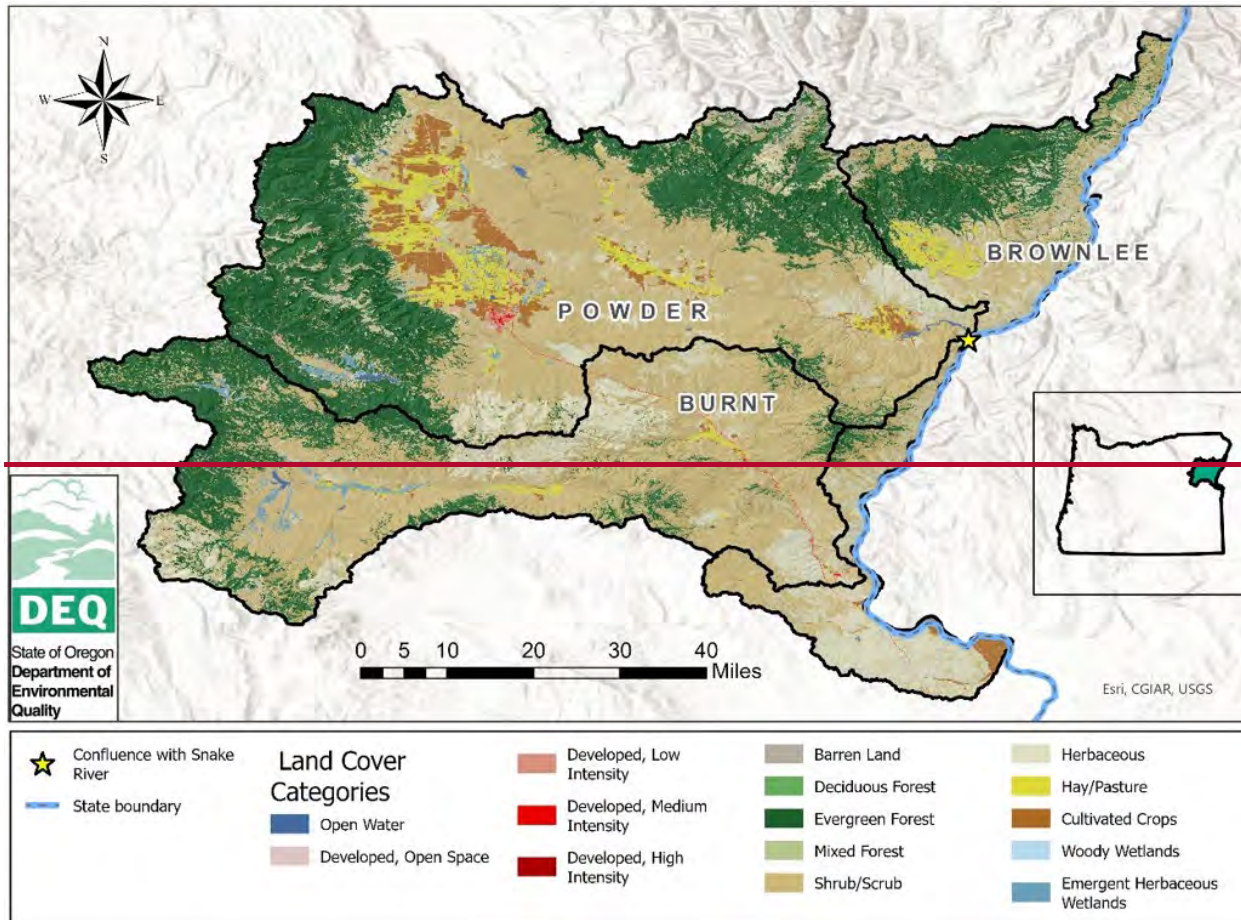 N
W
E
S
BROWNLEE
POWDER
BURNT
DEQ
State of Oregon
Department of
Environmental
Quality
0 5 10 20 30 40
Miles
Esri, CGIAR, USGS
Confluence with Snake
River
State boundary
Land Cover
Categories
Open Water
Developed, Open Space
Developed, Low
Intensity
Developed, Medium
Intensity
Developed, High
Intensity
Barren Land
Deciduous Forest
Evergreen Forest
Mixed Forest
Shrub/Scrub
Herbaceous
Hay/Pasture
Cultivated Crops
Woody Wetlands
Emergent Herbaceous
Wetlands